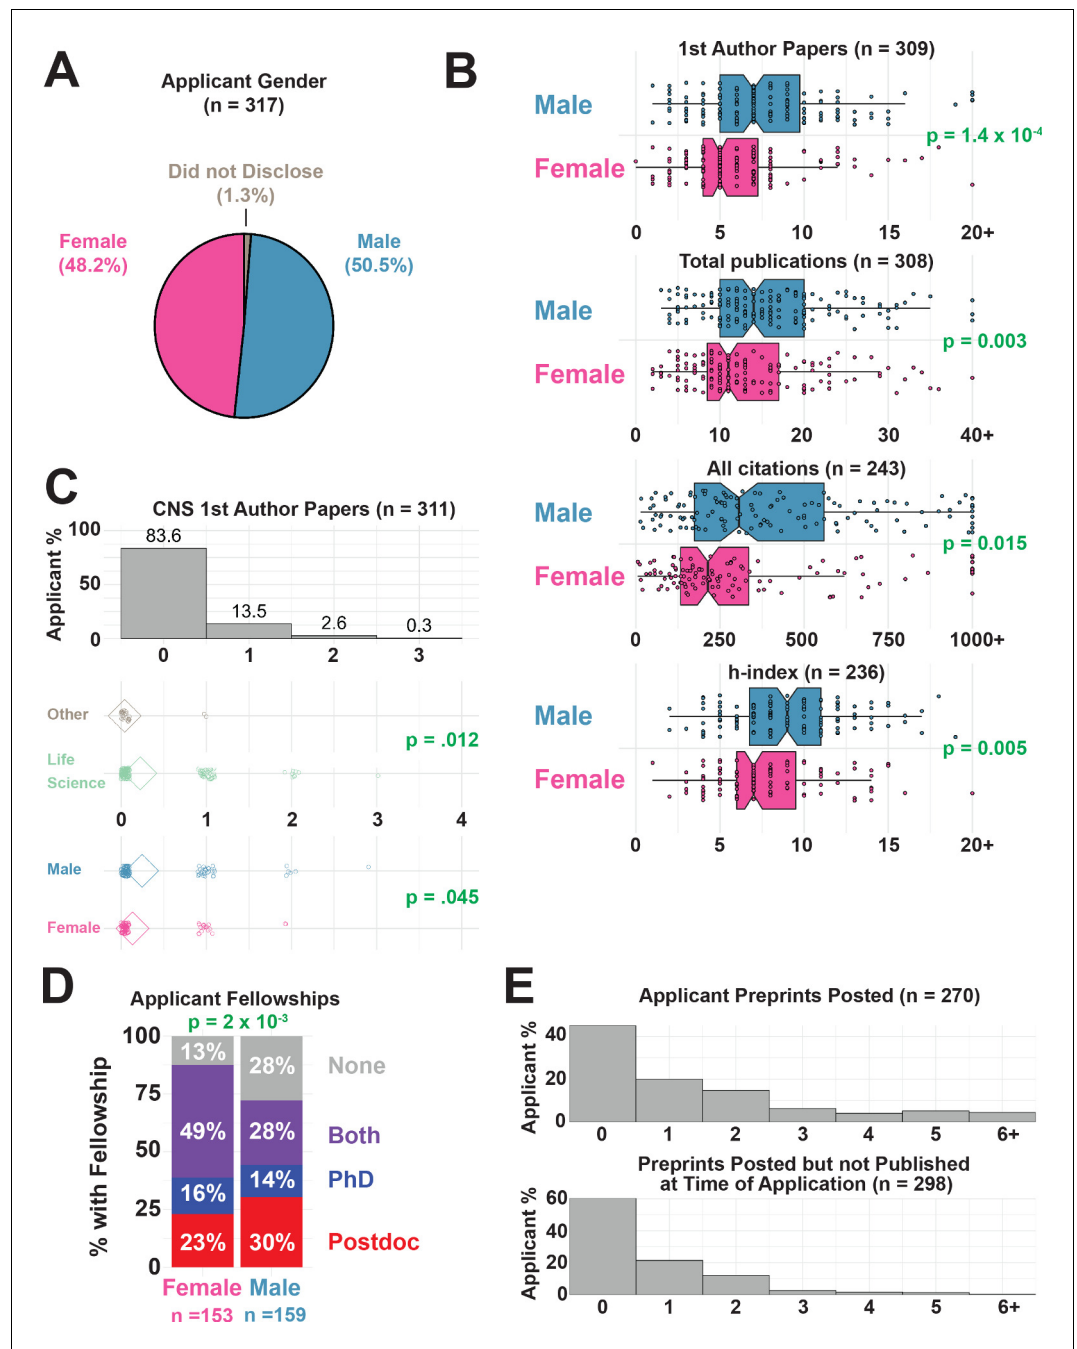 A
Applicant Gender
(n = 317)
Did not Disclose
(1.3%)
Female
(48.2%)
Male
(50.5%)
B
1st Author Papers (n = 309)
Male
p = 1.4 x 10-4
Female
0 5 10 15 20+
Total publications (n = 308)
Male
p = 0.003
Female
0 10 20 30 40+
All citations (n = 243)
Male
p = 0.015
Female
0 250 500 750 1000+
h-index (n = 236)
Male
p = 0.005
Female
0 5 10 15 20+
C
CNS 1st Author Papers (n = 311)
Applicant %
100
50
0
83.6
13.5
2.6
0.3
0 1 2 3
Other
p = .012
Life
Science
0 1 2 3 4
Male
p = .045
Female
D
Applicant Fellowships
p = 2 x 10-3
% with Fellowship
100
75
50
25
0
13% 28% None
49% 28% Both
16% 14% PhD
23% 30% Postdoc
Female Male
n =153 n =159
E
Applicant Preprints Posted (n = 270)
Applicant %
40
20
0
0 1 2 3 4 5 6+
Preprints Posted but not Published
at Time of Application (n = 298)
Applicant %
60
40
20
0
0 1 2 3 4 5 6+